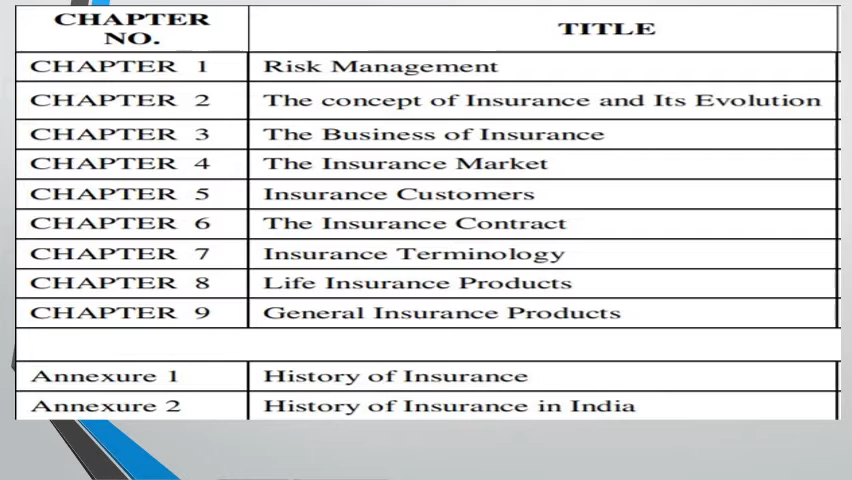 CHAPTER NO. TITLE
CHAPTER 1 Risk Management
CHAPTER 2 The concept of Insurance and Its Evolution
CHAPTER 3 The Business of Insurance
CHAPTER 4 The Insurance Market
CHAPTER 5 Insurance Customers
CHAPTER 6 The Insurance Contract
CHAPTER 7 Insurance Terminology
CHAPTER 8 Life Insurance Products
CHAPTER 9 General Insurance Products
Annexure 1 History of Insurance
Annexure 2 History of Insurance in India